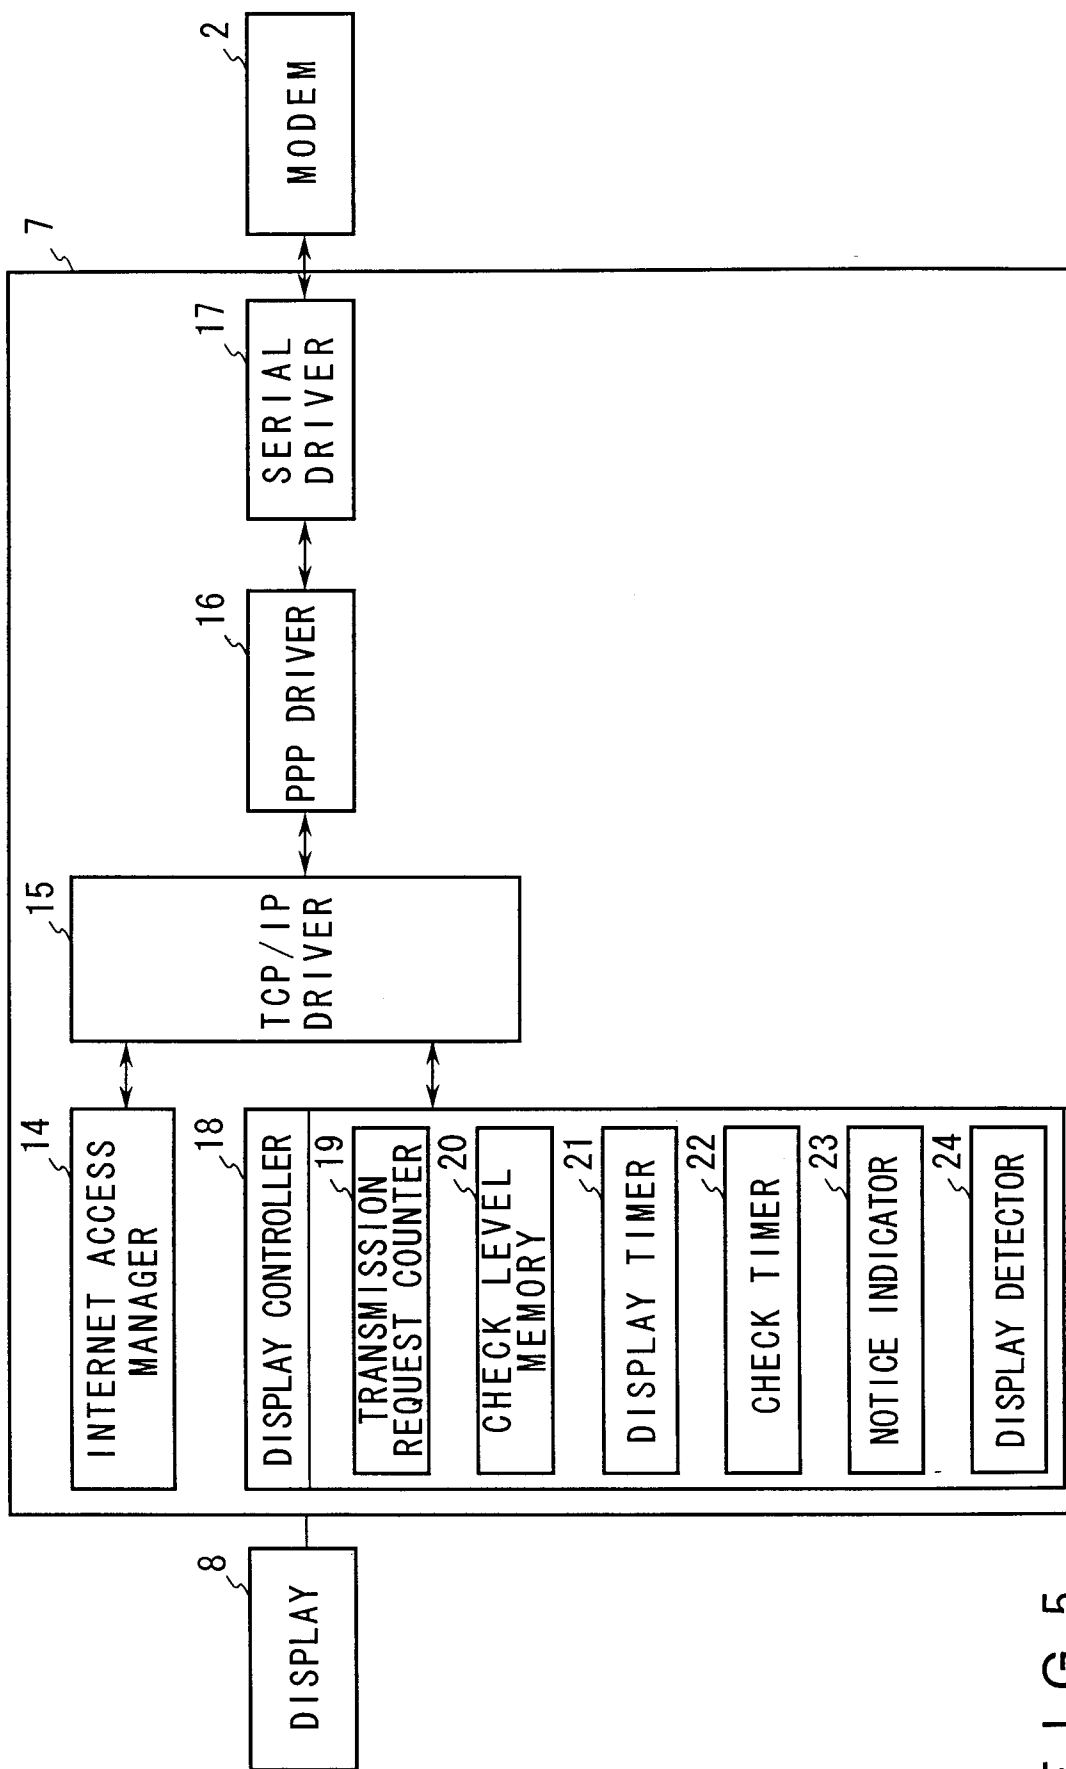 8
DISPLAY
7
14
INTERNET ACCESS
MANAGER
15
TCP/IP
DRIVER
16
PPP DRIVER
17
SERIAL
DRIVER
2
MODEM
18
DISPLAY CONTROLLER
19
TRANSMISSION
REQUEST COUNTER
20
CHECK LEVEL
MEMORY
21
DISPLAY TIMER
22
CHECK TIMER
23
NOTICE INDICATOR
24
DISPLAY DETECTOR
FIG. 5